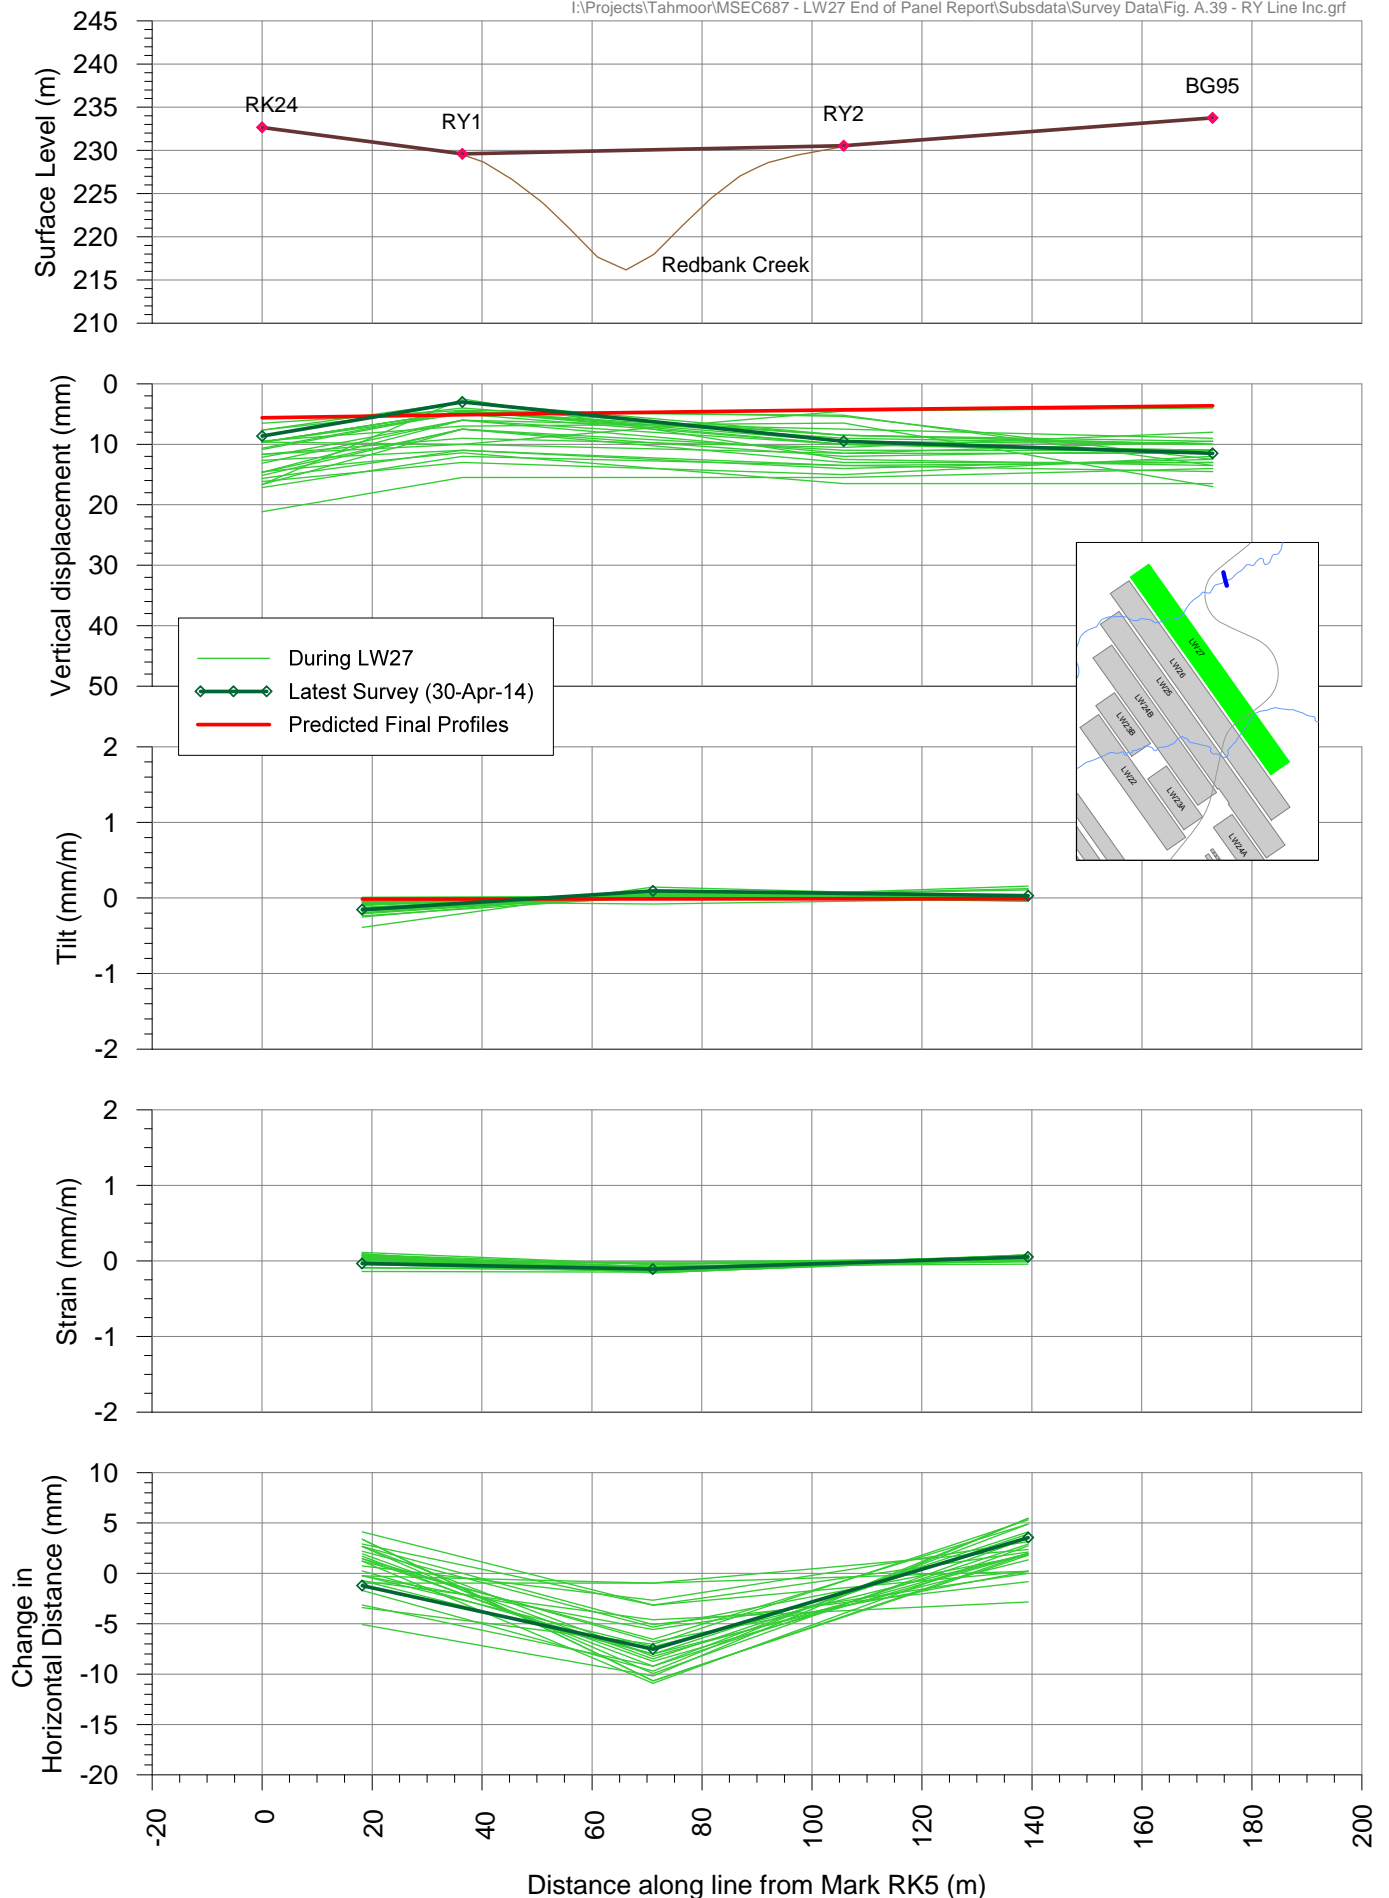 I:\Projects\Tahmoor\MSEC687 - LW27 End of Panel Report\Subsdata\Survey Data\Fig. A.39 - RY Line Inc.grf
Surface Level (m)
245
240
235
230
225
220
215
210
RK24
RY1
RY2
BG95
Redbank Creek
Vertical displacement (mm)
0
10
20
30
40
50
During LW27
Latest Survey (30-Apr-14)
Predicted Final Profiles
LW27
LW26
LW25
LW24B
LW23B
LW22
LW23A
LW24A
Tilt (mm/m)
2
1
0
-1
-2
Strain (mm/m)
2
1
0
-1
-2
Change in
Horizontal Distance (mm)
10
5
0
-5
-10
-15
-20
-20 0 20 40 60 80 100 120 140 160 180 200
Distance along line from Mark RK5 (m)